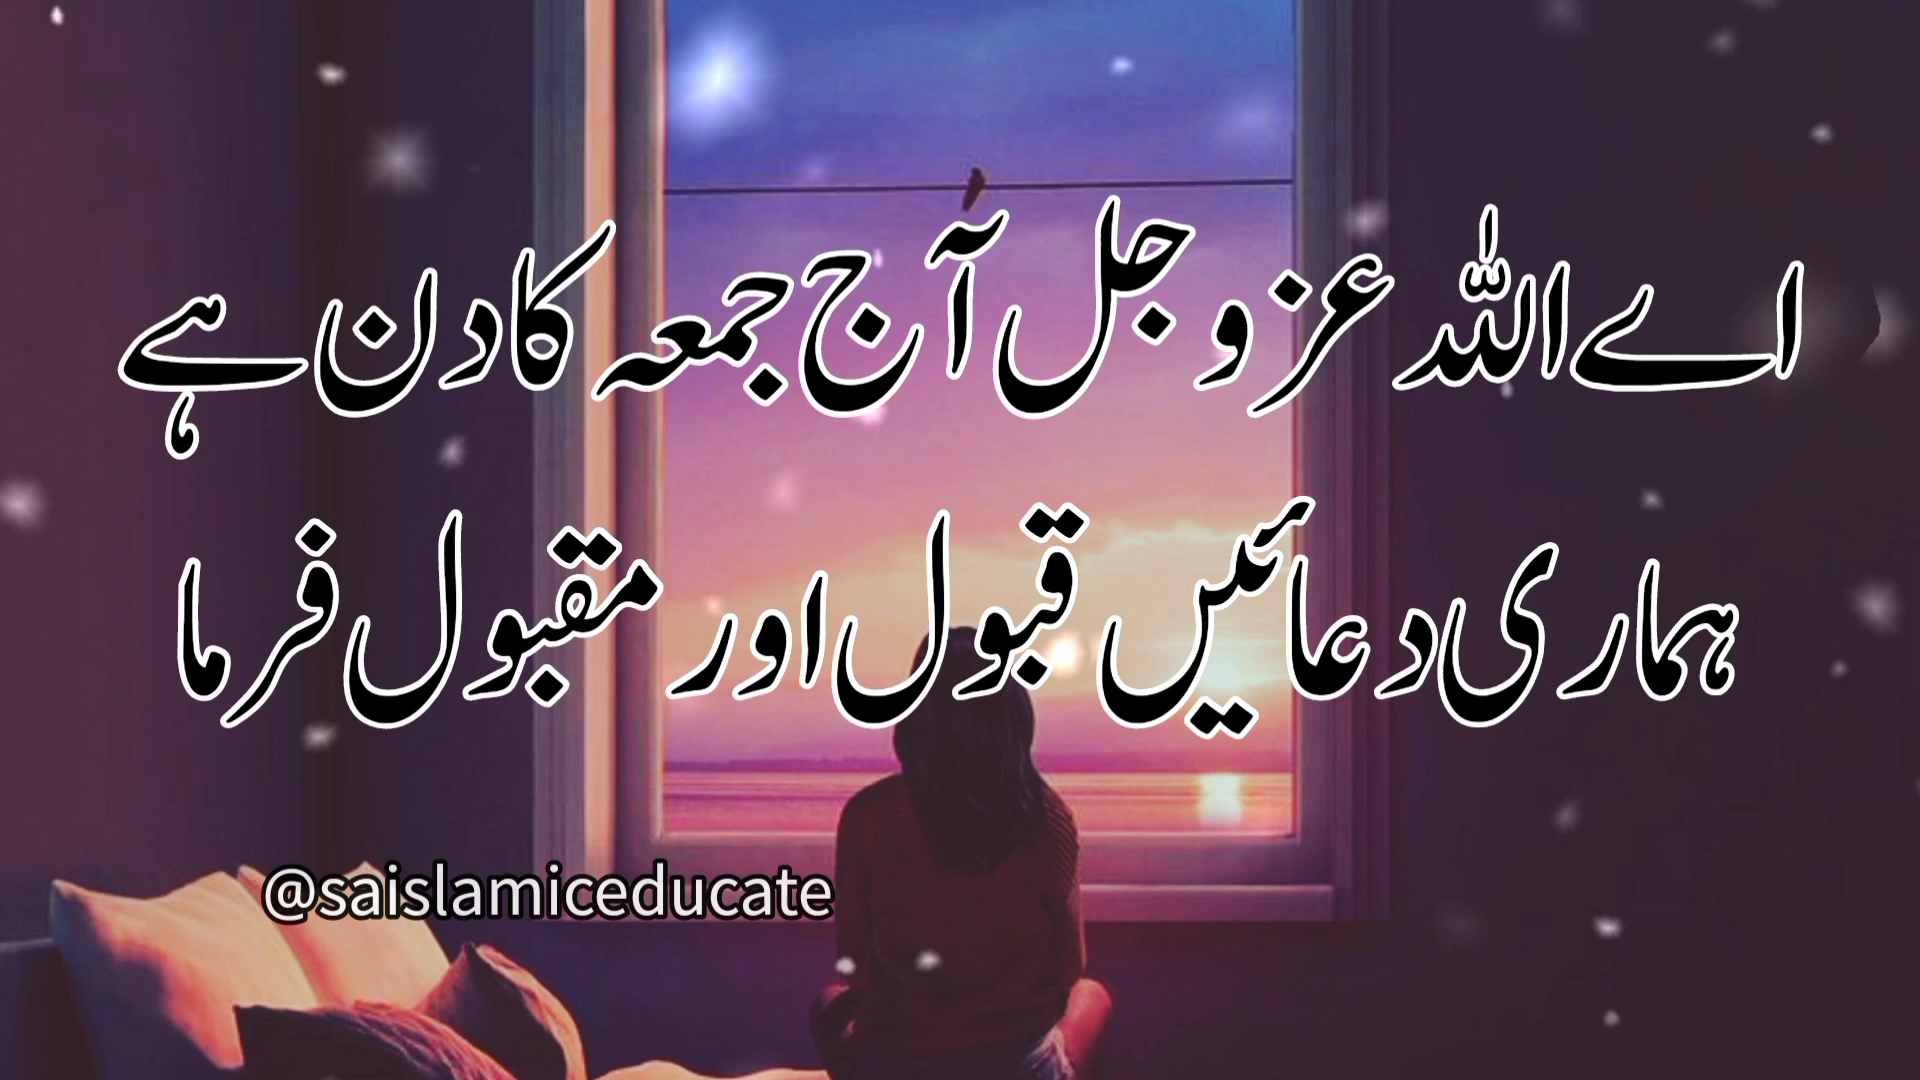 اے اللہ عزوجل آج جمعہ کا دن ہے
ہماری دعائیں قبول اور مقبول فرما
@saislamiceducate